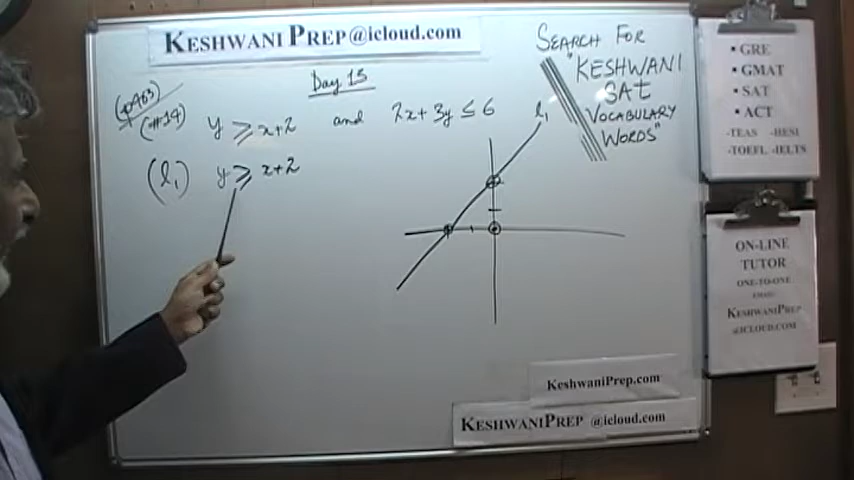 KESHWANI PREP@icloud.com
Day 15
(p463)
(#14) y ≥ x+2 and 2x + 3y ≤ 6
(l₁) y ≥ x+2
l₁
SEARCH FOR
"KESHWANI
SAT
VOCABULARY
WORDS"
▪ GRE
▪ GMAT
▪ SAT
▪ ACT
-TEAS -HESI
-TOEFL -IELTS
ON-LINE
TUTOR
ONE-TO-ONE
KESHWANIPREP
@ICLOUD.COM
KeshwaniPrep.com
KESHWANIPREP @icloud.com